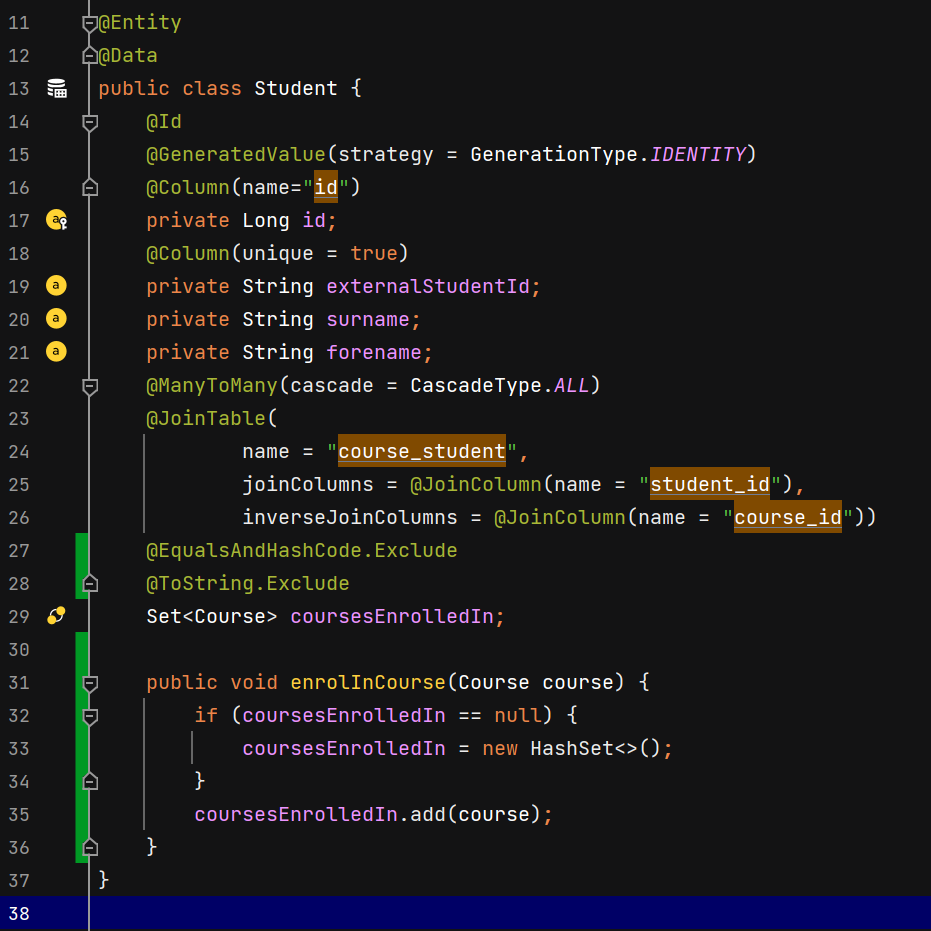 11 @Entity
12 @Data
13 public class Student {
14     @Id
15     @GeneratedValue(strategy = GenerationType.IDENTITY)
16     @Column(name="id")
17 a   private Long id;
18     @Column(unique = true)
19 a   private String externalStudentId;
20 a   private String surname;
21 a   private String forename;
22     @ManyToMany(cascade = CascadeType.ALL)
23     @JoinTable(
24             name = "course_student",
25             joinColumns = @JoinColumn(name = "student_id"),
26             inverseJoinColumns = @JoinColumn(name = "course_id"))
27     @EqualsAndHashCode.Exclude
28     @ToString.Exclude
29     Set<Course> coursesEnrolledIn;
30
31     public void enrolInCourse(Course course) {
32         if (coursesEnrolledIn == null) {
33             coursesEnrolledIn = new HashSet<>();
34         }
35         coursesEnrolledIn.add(course);
36     }
37 }
38